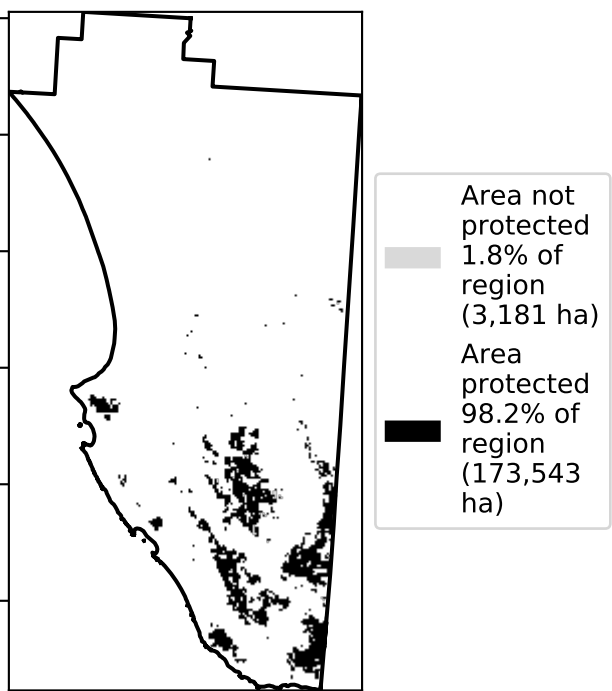 Area not
protected
1.8% of
region
(3,181 ha)
Area
protected
98.2% of
region
(173,543
ha)